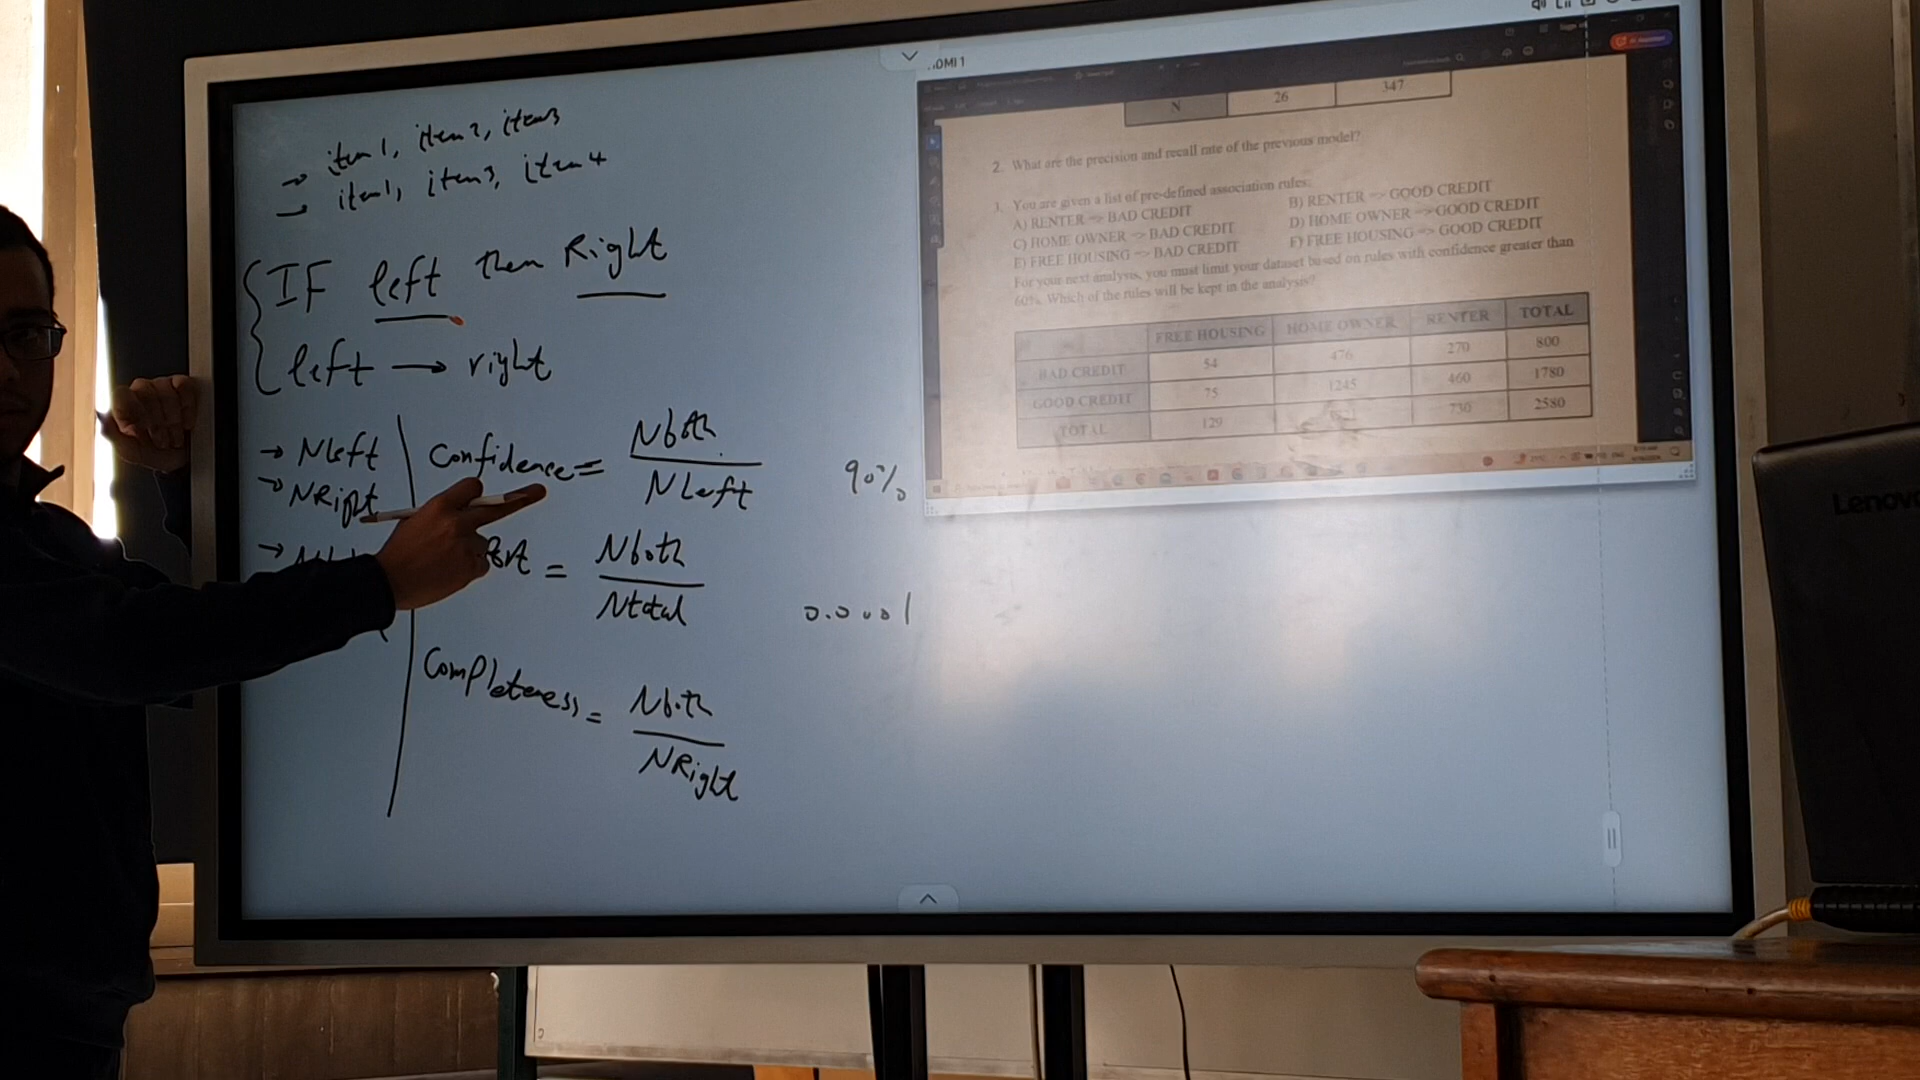 item1, item2, item3
item1, item3, item4
IF left then Right
left → right
→ NLeft
→ NRight
Confidence = Nboth / NLeft
90%
= Nboth / Ntotal
0.0001
Completeness = Nboth / NRight
N 26 347
2. What are the precision and recall rate of the previous model?
You are given a list of pre-defined association rules:
A) RENTER => BAD CREDIT B) RENTER => GOOD CREDIT
C) HOME OWNER => BAD CREDIT D) HOME OWNER => GOOD CREDIT
E) FREE HOUSING => BAD CREDIT F) FREE HOUSING => GOOD CREDIT
For your next analysis, you must limit your dataset based on rules with confidence greater than
60%. Which of the rules will be kept in the analysis?
FREE HOUSING HOME OWNER RENTER TOTAL
BAD CREDIT 54 476 270 800
GOOD CREDIT 75 1245 460 1780
TOTAL 129 730 2580
Lenovo